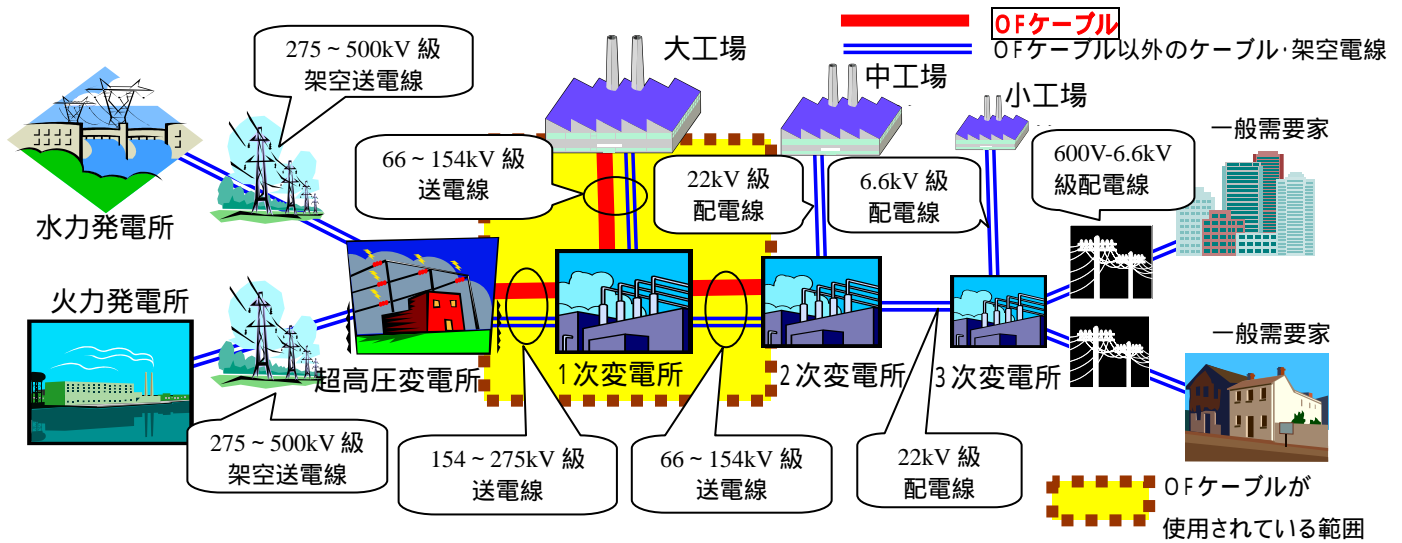 OFケーブル
OFケーブル以外のケーブル・架空電線
275~500kV 級
架空送電線
大工場
中工場
小工場
一般需要家
66~154kV 級
送電線
22kV 級
配電線
6.6kV 級
配電線
600V-6.6kV
級配電線
水力発電所
火力発電所
超高圧変電所
1次変電所
2次変電所
3次変電所
一般需要家
275~500kV 級
架空送電線
154~275kV 級
送電線
66~154kV 級
送電線
22kV 級
配電線
OFケーブルが
使用されている範囲